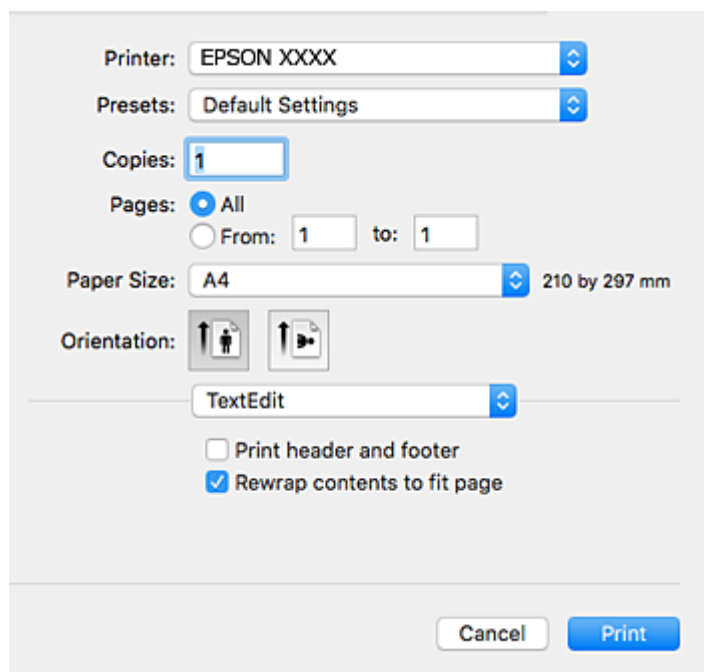 Printer: EPSON XXXX
Presets: Default Settings
Copies: 1
Pages: All
From: 1 to: 1
Paper Size: A4 210 by 297 mm
Orientation:
TextEdit
Print header and footer
Rewrap contents to fit page
Cancel Print